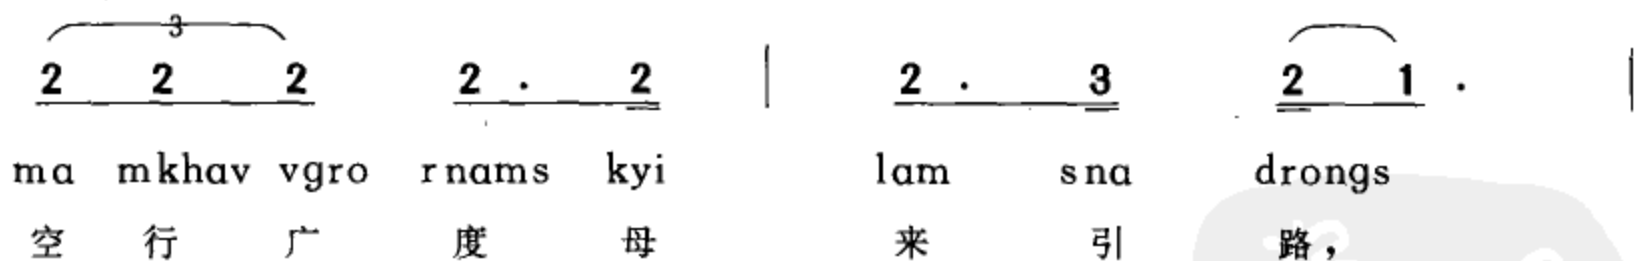 3
2 2 2 2 . 2 | 2 . 3 2 1 . |
ma mkhav vgro rnams kyi lam sna drongs
空 行 广 度 母 来 引 路，